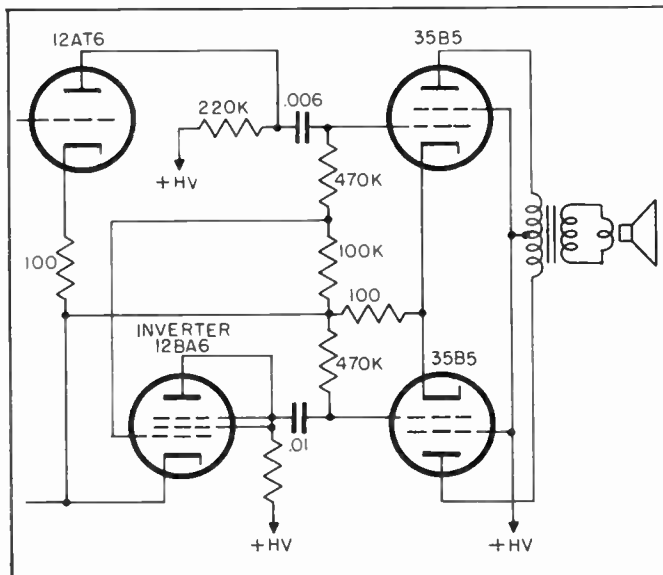 12AT6
35B5
220K
.006
+HV
470K
100K
100
100
INVERTER
12BA6
35B5
470K
.01
+HV
+HV